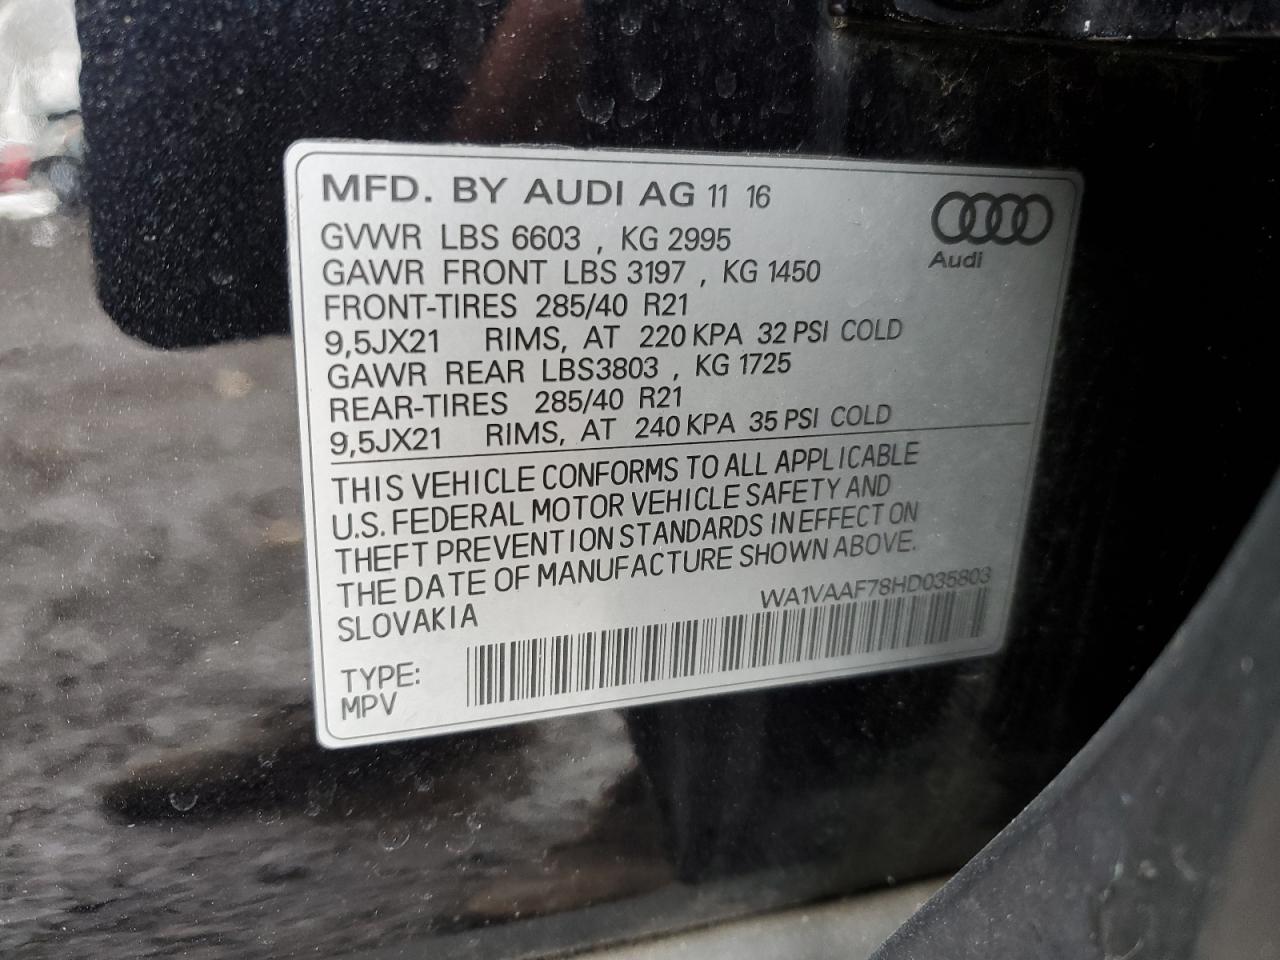 MFD. BY AUDI AG 11 16
GVWR LBS 6603 , KG 2995
GAWR FRONT LBS 3197 , KG 1450
FRONT-TIRES 285/40 R21
9,5JX21 RIMS, AT 220 KPA 32 PSI COLD
GAWR REAR LBS3803 , KG 1725
REAR-TIRES 285/40 R21
9,5JX21 RIMS, AT 240 KPA 35 PSI COLD
Audi
THIS VEHICLE CONFORMS TO ALL APPLICABLE
U.S. FEDERAL MOTOR VEHICLE SAFETY AND
THEFT PREVENTION STANDARDS IN EFFECT ON
THE DATE OF MANUFACTURE SHOWN ABOVE.
SLOVAKIA
WA1VAAF78HD035803
TYPE:
MPV